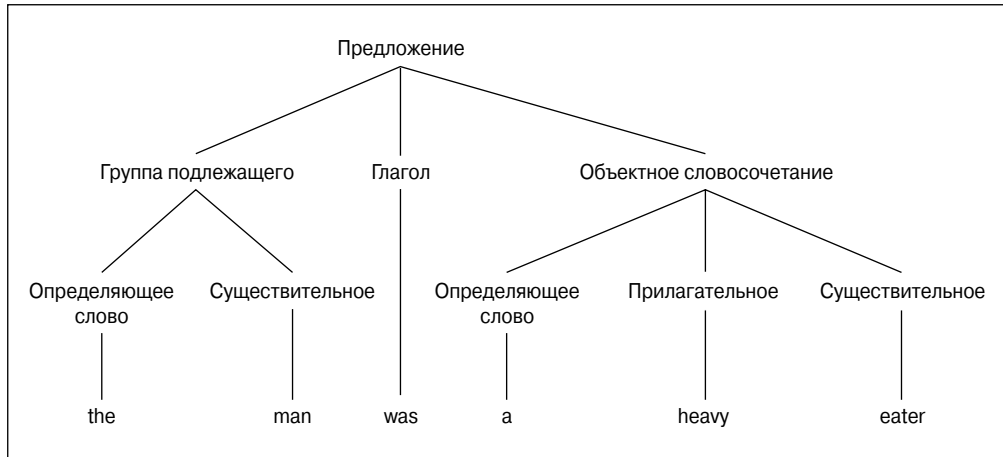 Предложение
Группа подлежащего Глагол Объектное словосочетание
Определяющее слово Существительное Определяющее слово Прилагательное Существительное
the man was a heavy eater